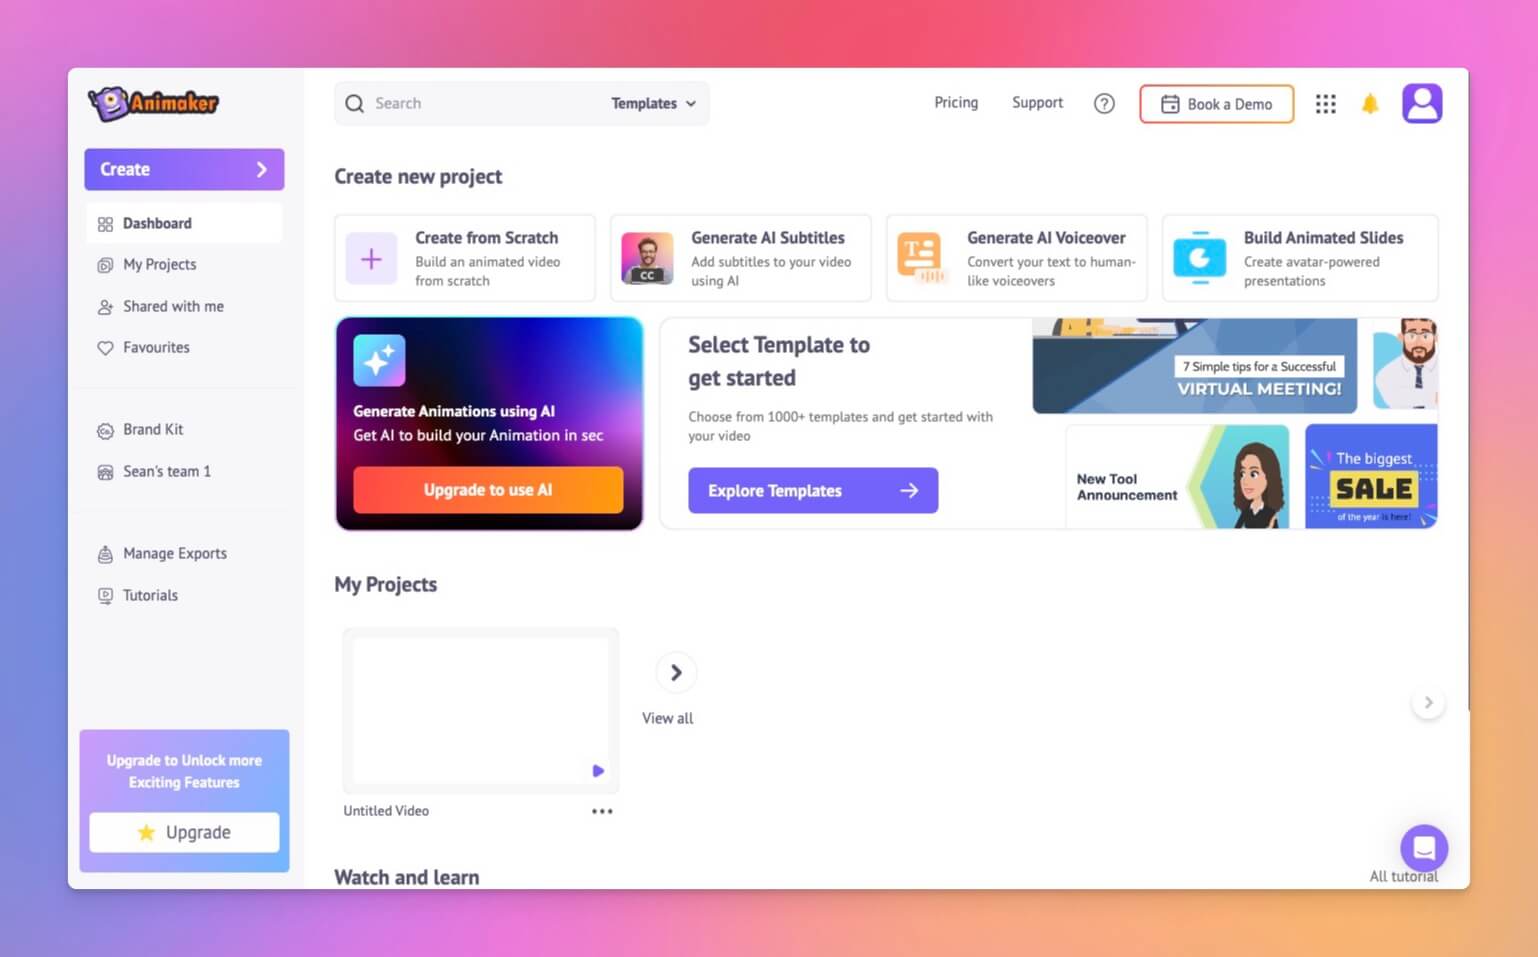 Animaker
Search
Templates
Pricing
Support
?
Book a Demo
Create
Dashboard
My Projects
Shared with me
Favourites
Brand Kit
Sean's team 1
Manage Exports
Tutorials
Upgrade to Unlock more
Exciting Features
Upgrade
Create new project
Create from Scratch
Build an animated video
from scratch
CC
Generate AI Subtitles
Add subtitles to your video
using AI
T
Generate AI Voiceover
Convert your text to human-
like voiceovers
Build Animated Slides
Create avatar-powered
presentations
Generate Animations using AI
Get AI to build your Animation in sec
Upgrade to use AI
Select Template to
get started
Choose from 1000+ templates and get started with
your video
Explore Templates
7 Simple tips for a Successful
VIRTUAL MEETING!
New Tool
Announcement
The biggest
SALE
of the year is here!
My Projects
View all
Untitled Video
Watch and learn
All tutorial